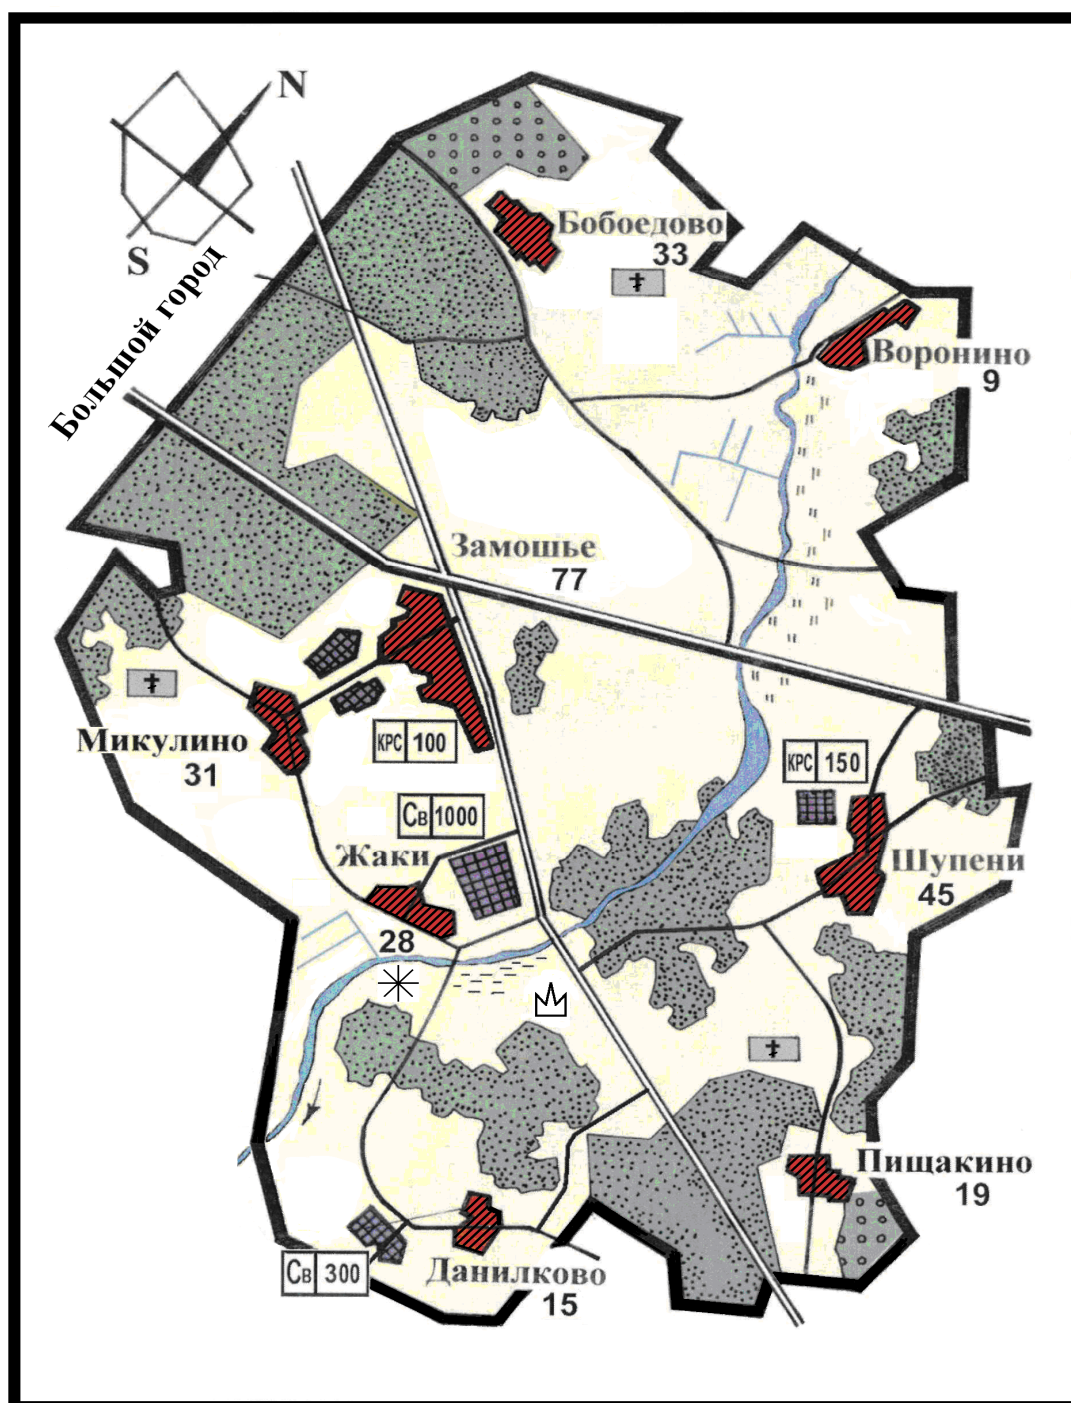 N
S
Большой город
Бобоедово
33
Воронино
9
Замошье
77
Микулино
31
КРС 100
КРС 150
Св 1000
Жаки
28
Шупени
45
Пищакино
19
Св 300
Данилково
15